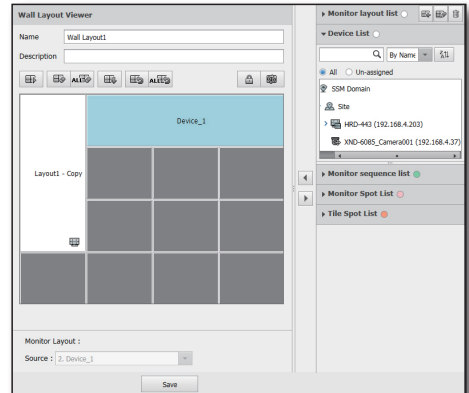 Wall Layout Viewer
Name
Wall Layout1
Description
ALL
ALL
Device_1
Layout1 - Copy
Monitor Layout :
Source : 2. Device_1
Save
Monitor layout list
Device List
By Name
All
Un-assigned
SSM Domain
Site
HRD-443 (192.168.4.203)
XND-6085_Camera001 (192.168.4.37)
Monitor sequence list
Monitor Spot List
Tile Spot List